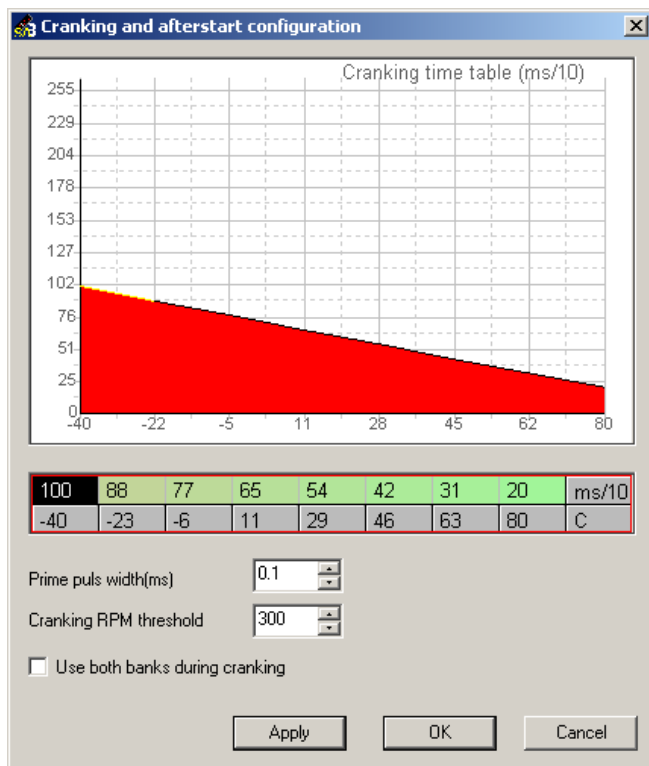 Cranking and afterstart configuration
Cranking time table (ms/10)
255
229
204
178
153
127
102
76
51
25
0
-40 -22 -5 11 28 45 62 80
100 88 77 65 54 42 31 20 ms/10
-40 -23 -6 11 29 46 63 80 C
Prime puls width(ms) 0.1
Cranking RPM threshold 300
Use both banks during cranking
Apply OK Cancel